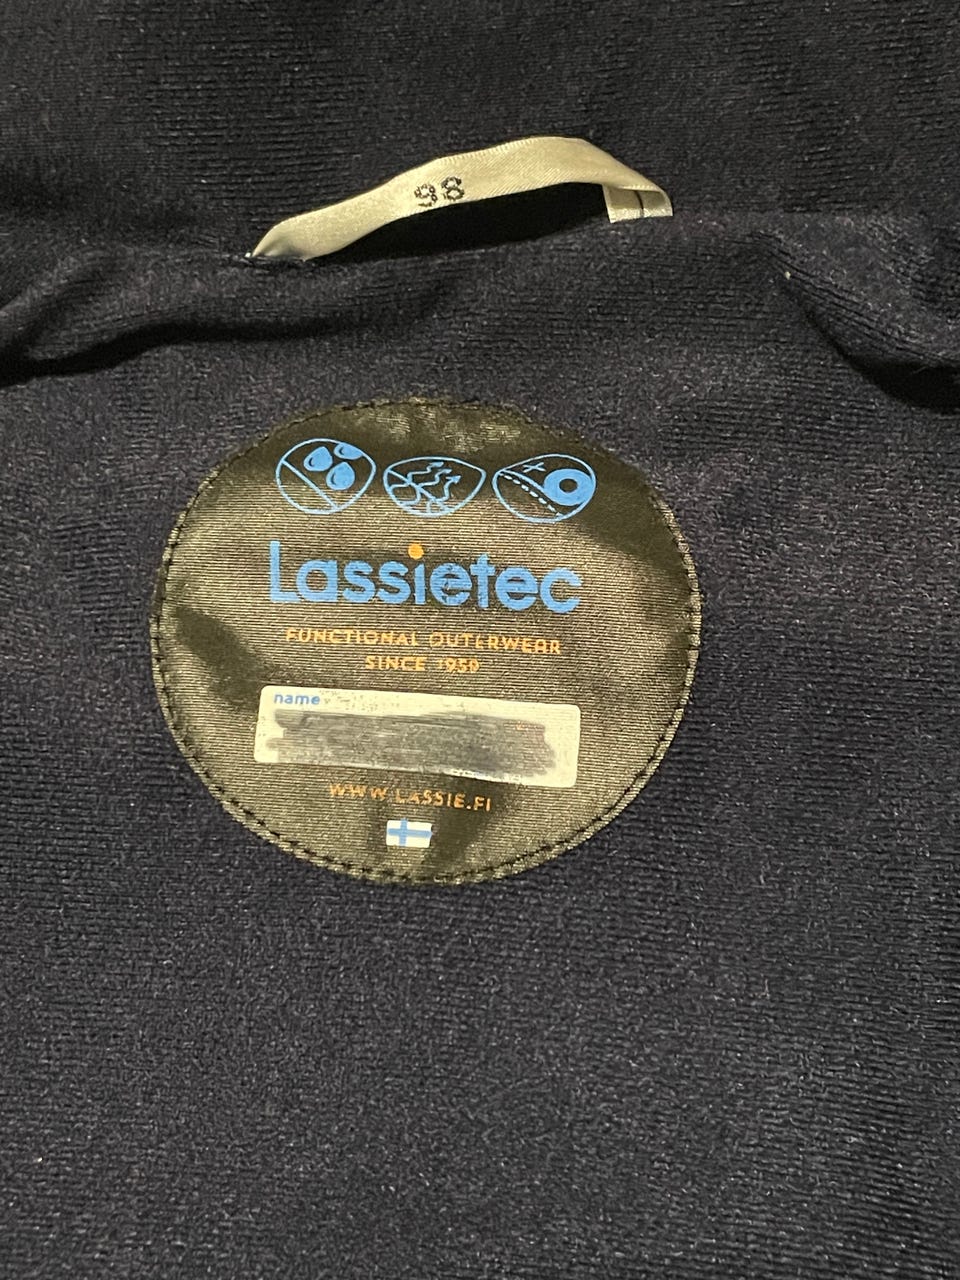 98
Lassietec
FUNCTIONAL OUTERWEAR
SINCE 1959
name
WWW.LASSIE.FI